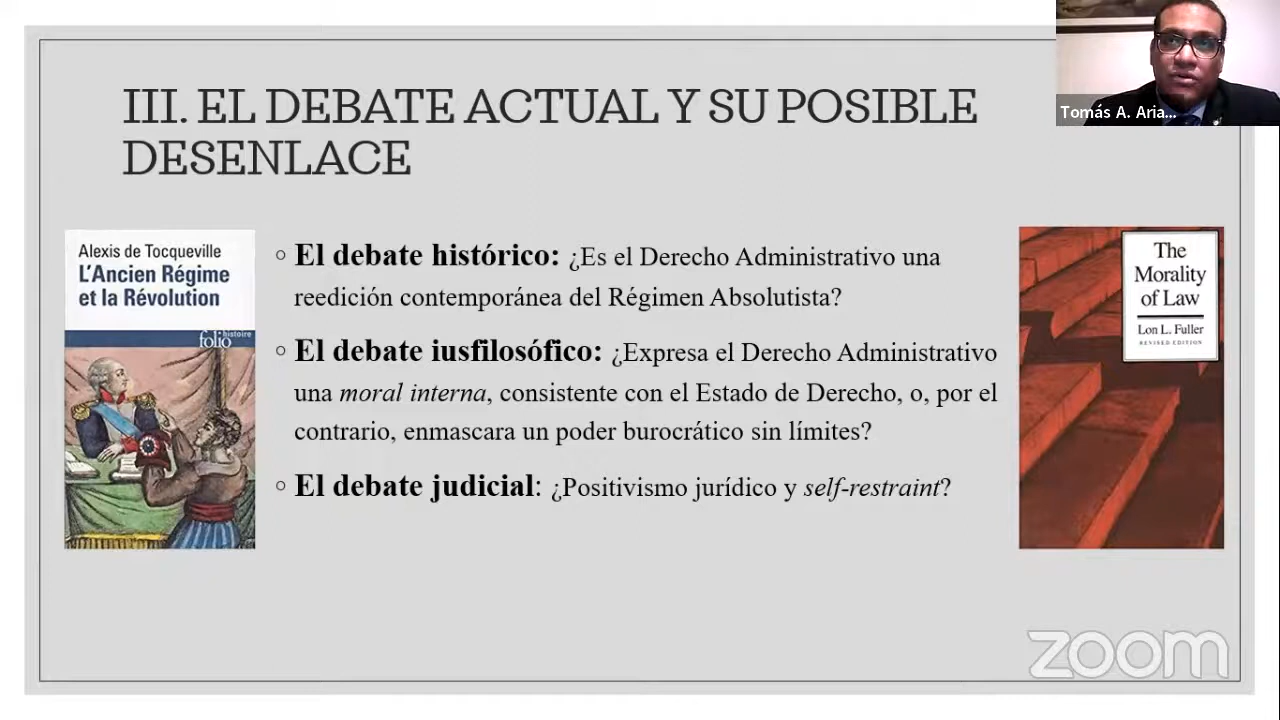 III. EL DEBATE ACTUAL Y SU POSIBLE
DESENLACE
Tomás A. Aria...
Alexis de Tocqueville
L'Ancien Régime
et la Révolution
folio histoire
◦ El debate histórico: ¿Es el Derecho Administrativo una
reedición contemporánea del Régimen Absolutista?
◦ El debate iusfilosófico: ¿Expresa el Derecho Administrativo
una moral interna, consistente con el Estado de Derecho, o, por el
contrario, enmascara un poder burocrático sin límites?
◦ El debate judicial: ¿Positivismo jurídico y self-restraint?
The
Morality
of Law
Lon L. Fuller
REVISED EDITION
zoom